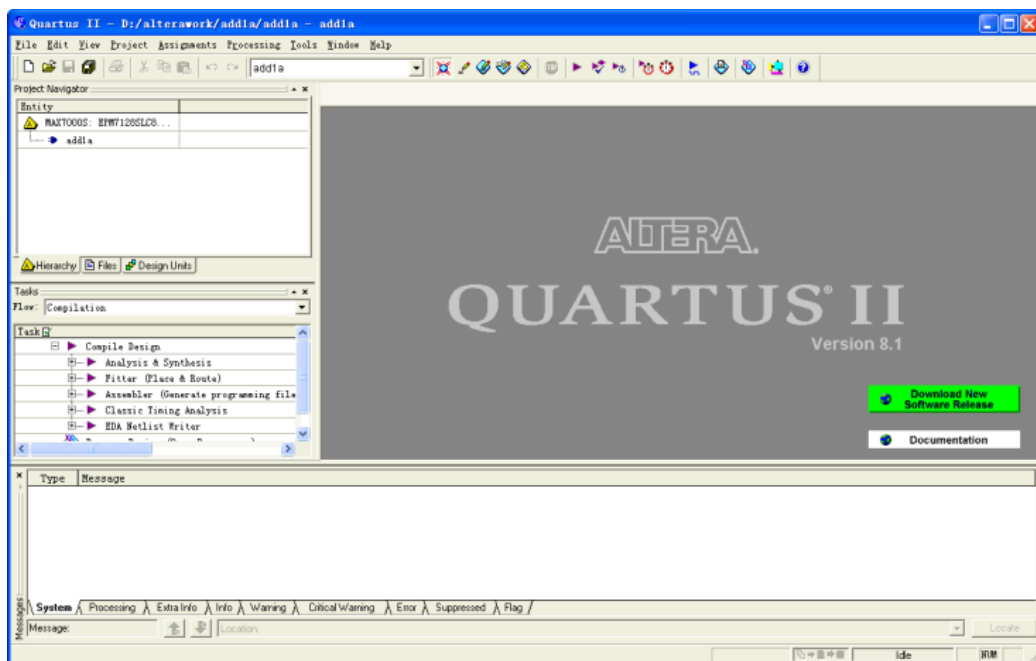 Quartus II - D:/alterawork/add1a/add1a - add1a
File Edit View Project Assignments Processing Tools Window Help
add1a
Project Navigator
Entity
MAX7000S: EPM7128SLC8...
add1a
Hierarchy Files Design Units
Tasks
Flow: Compilation
Task
Compile Design
Analysis & Synthesis
Fitter (Place & Route)
Assembler (Generate programming file
Classic Timing Analysis
EDA Netlist Writer
ALTERA.
QUARTUS® II
Version 8.1
Download New
Software Release
Documentation
Type Message
Messages
System Processing Extra Info Info Warning Critical Warning Error Suppressed Flag
Message: Location: Locate
Idle NUM